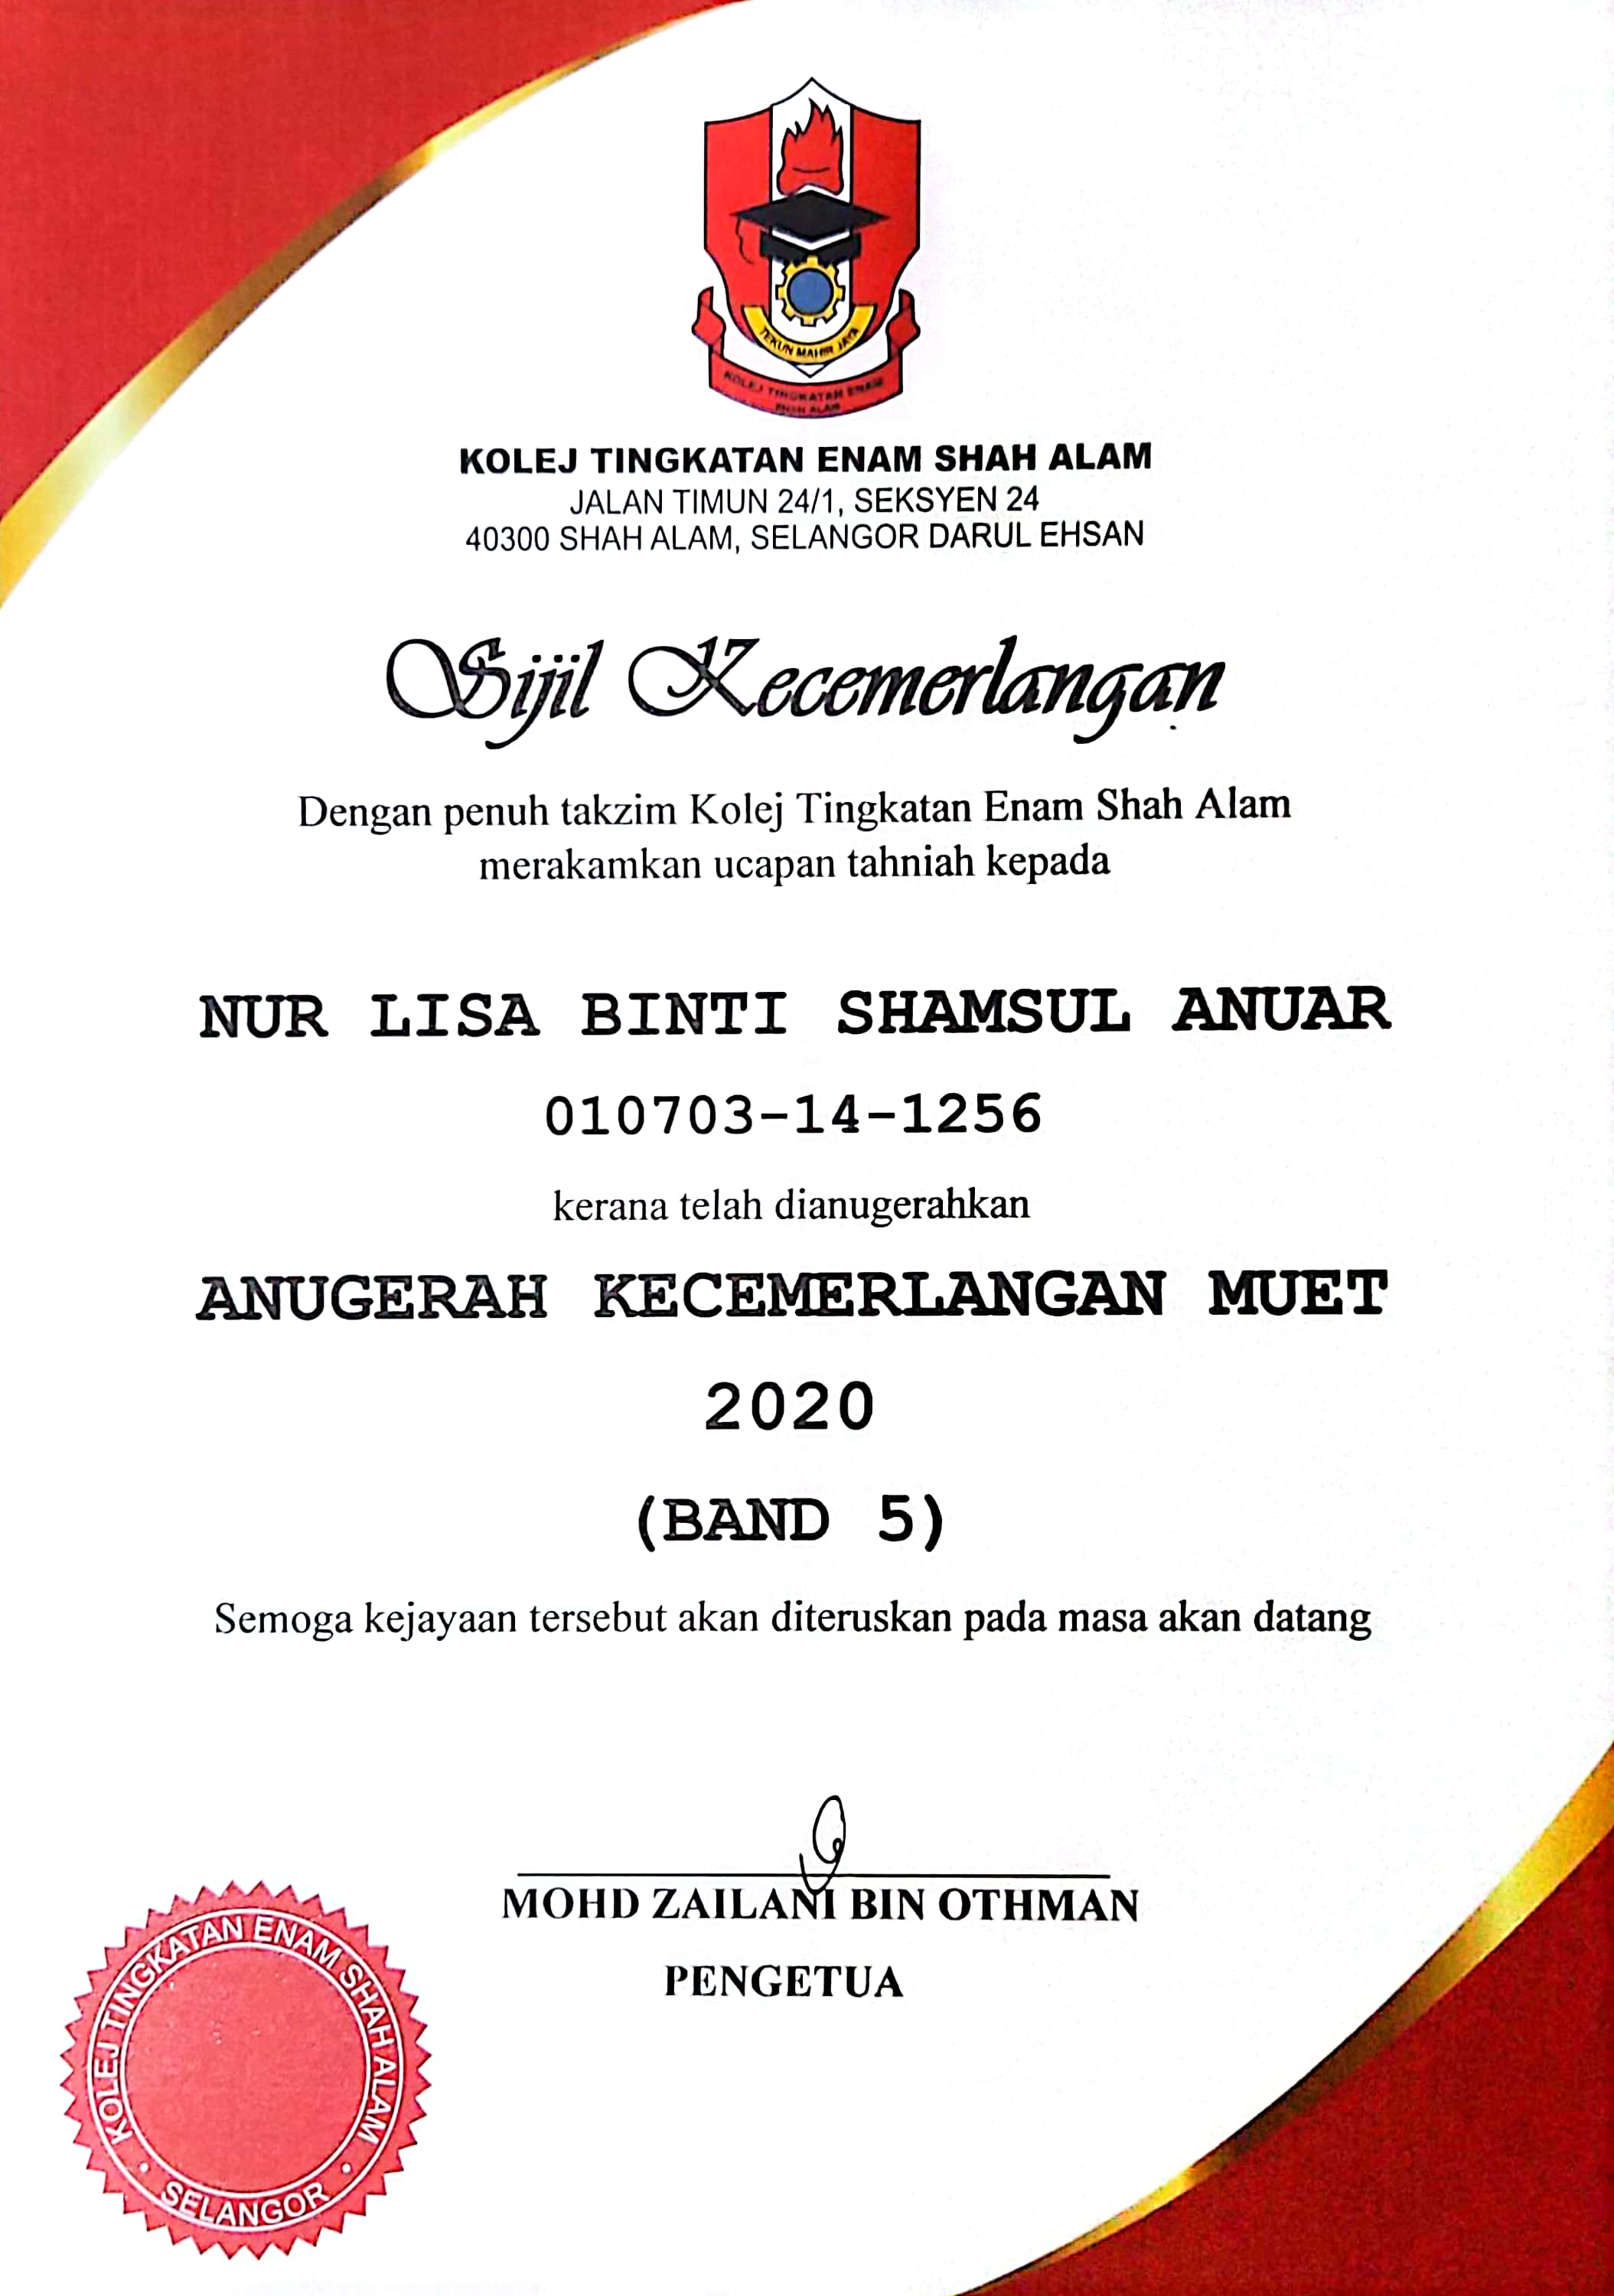 TEKUN MAHIR JAYA
KOLEJ TINGKATAN ENAM
SHAH ALAM
KOLEJ TINGKATAN ENAM SHAH ALAM
JALAN TIMUN 24/1, SEKSYEN 24
40300 SHAH ALAM, SELANGOR DARUL EHSAN
Sijil Kecemerlangan
Dengan penuh takzim Kolej Tingkatan Enam Shah Alam
merakamkan ucapan tahniah kepada
NUR LISA BINTI SHAMSUL ANUAR
010703-14-1256
kerana telah dianugerahkan
ANUGERAH KECEMERLANGAN MUET
2020
(BAND 5)
Semoga kejayaan tersebut akan diteruskan pada masa akan datang
MOHD ZAILANI BIN OTHMAN
PENGETUA
KOLEJ TINGKATAN ENAM SHAH ALAM
• SELANGOR •